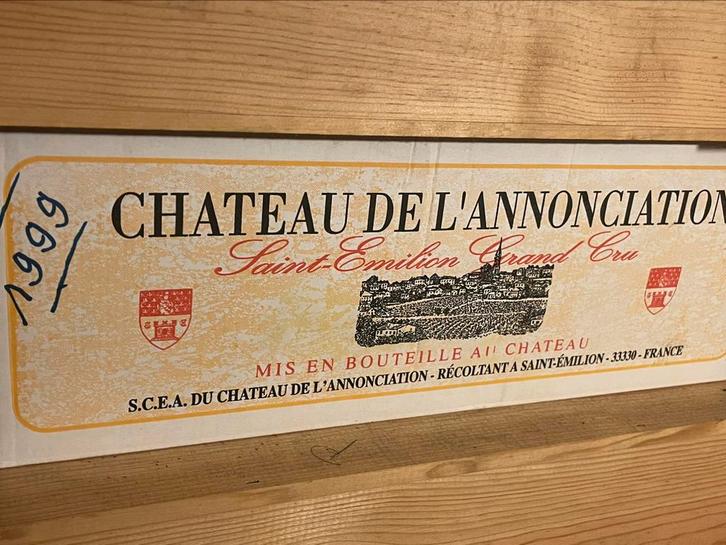 1999
CHATEAU DE L'ANNONCIATION
Saint-Emilion Grand Cru
MIS EN BOUTEILLE AU CHATEAU
S.C.E.A. DU CHATEAU DE L'ANNONCIATION - RÉCOLTANT A SAINT-ÉMILION - 33330 - FRANCE